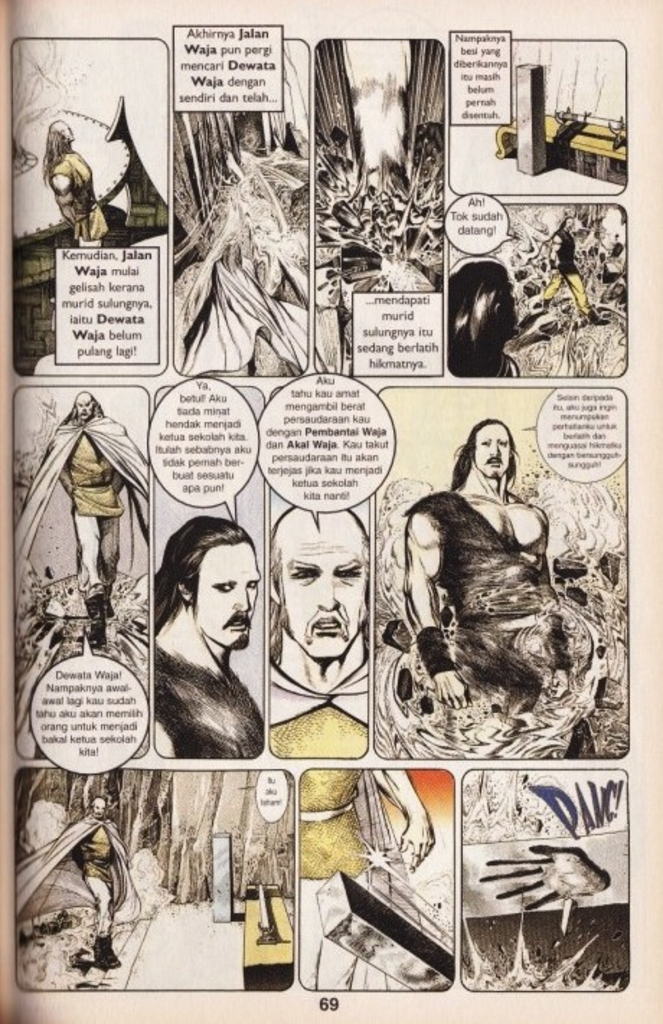 Kemudian, Jalan
Waja mulai
gelisah kerana
murid sulungnya,
iaitu Dewata
Waja belum
pulang lagi!
Akhirnya Jalan
Waja pun pergi
mencari Dewata
Waja dengan
sendiri dan telah...
...mendapati
murid
sulungnya itu
sedang berlatih
hikmatnya.
Nampaknya
besi yang
diberikannya
itu masih
belum
pernah
disentuh.
Ah!
Tok sudah
datang!
Dewata Waja!
Nampaknya awal-
awal lagi kau sudah
tahu aku akan memilih
orang untuk menjadi
bakal ketua sekolah
kita!
Ya,
betul! Aku
tiada minat
hendak menjadi
ketua sekolah kita.
Itulah sebabnya aku
tidak pernah ber-
buat sesuatu
apa pun!
Aku
tahu kau amat
mengambil berat
persaudaraan kau
dengan Pembantai Waja
dan Akal Waja. Kau takut
persaudaraan itu akan
terjejas jika kau menjadi
ketua sekolah
kita nanti!
Selain daripada
itu, aku juga ingin
menumpukan
perhatianku untuk
berlatih dan
menguasai hikmatku
dengan bersungguh-
sungguh!
Itu
aku
faham!
PANG!
69